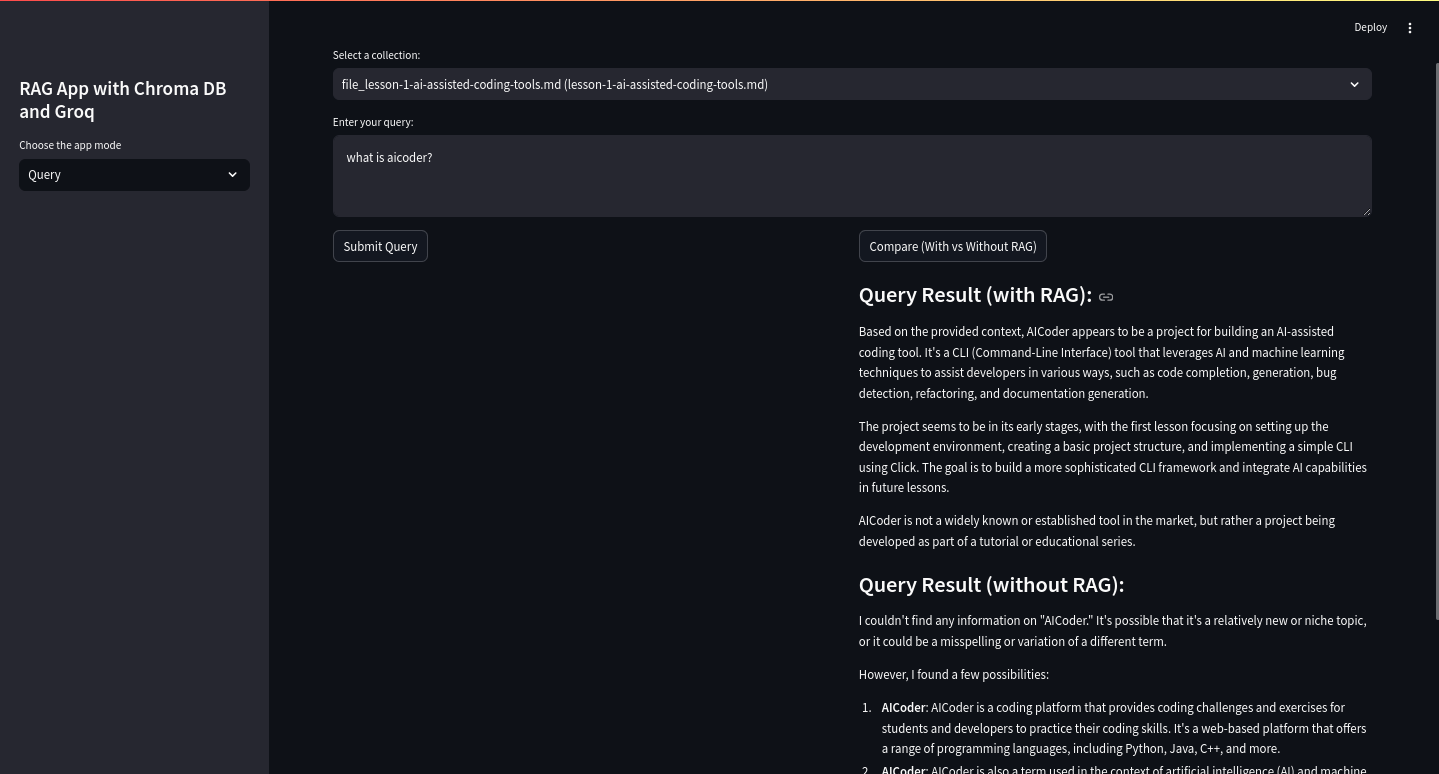 Deploy
RAG App with Chroma DB
and Groq
Choose the app mode
Query
Select a collection:
file_lesson-1-ai-assisted-coding-tools.md (lesson-1-ai-assisted-coding-tools.md)
Enter your query:
what is aicoder?
Submit Query
Compare (With vs Without RAG)
Query Result (with RAG):
Based on the provided context, AICoder appears to be a project for building an AI-assisted
coding tool. It's a CLI (Command-Line Interface) tool that leverages AI and machine learning
techniques to assist developers in various ways, such as code completion, generation, bug
detection, refactoring, and documentation generation.
The project seems to be in its early stages, with the first lesson focusing on setting up the
development environment, creating a basic project structure, and implementing a simple CLI
using Click. The goal is to build a more sophisticated CLI framework and integrate AI capabilities
in future lessons.
AICoder is not a widely known or established tool in the market, but rather a project being
developed as part of a tutorial or educational series.
Query Result (without RAG):
I couldn't find any information on "AICoder." It's possible that it's a relatively new or niche topic,
or it could be a misspelling or variation of a different term.
However, I found a few possibilities:
1. AICoder: AICoder is a coding platform that provides coding challenges and exercises for
students and developers to practice their coding skills. It's a web-based platform that offers
a range of programming languages, including Python, Java, C++, and more.
2. AICoder: AICoder is also a term used in the context of artificial intelligence (AI) and machine